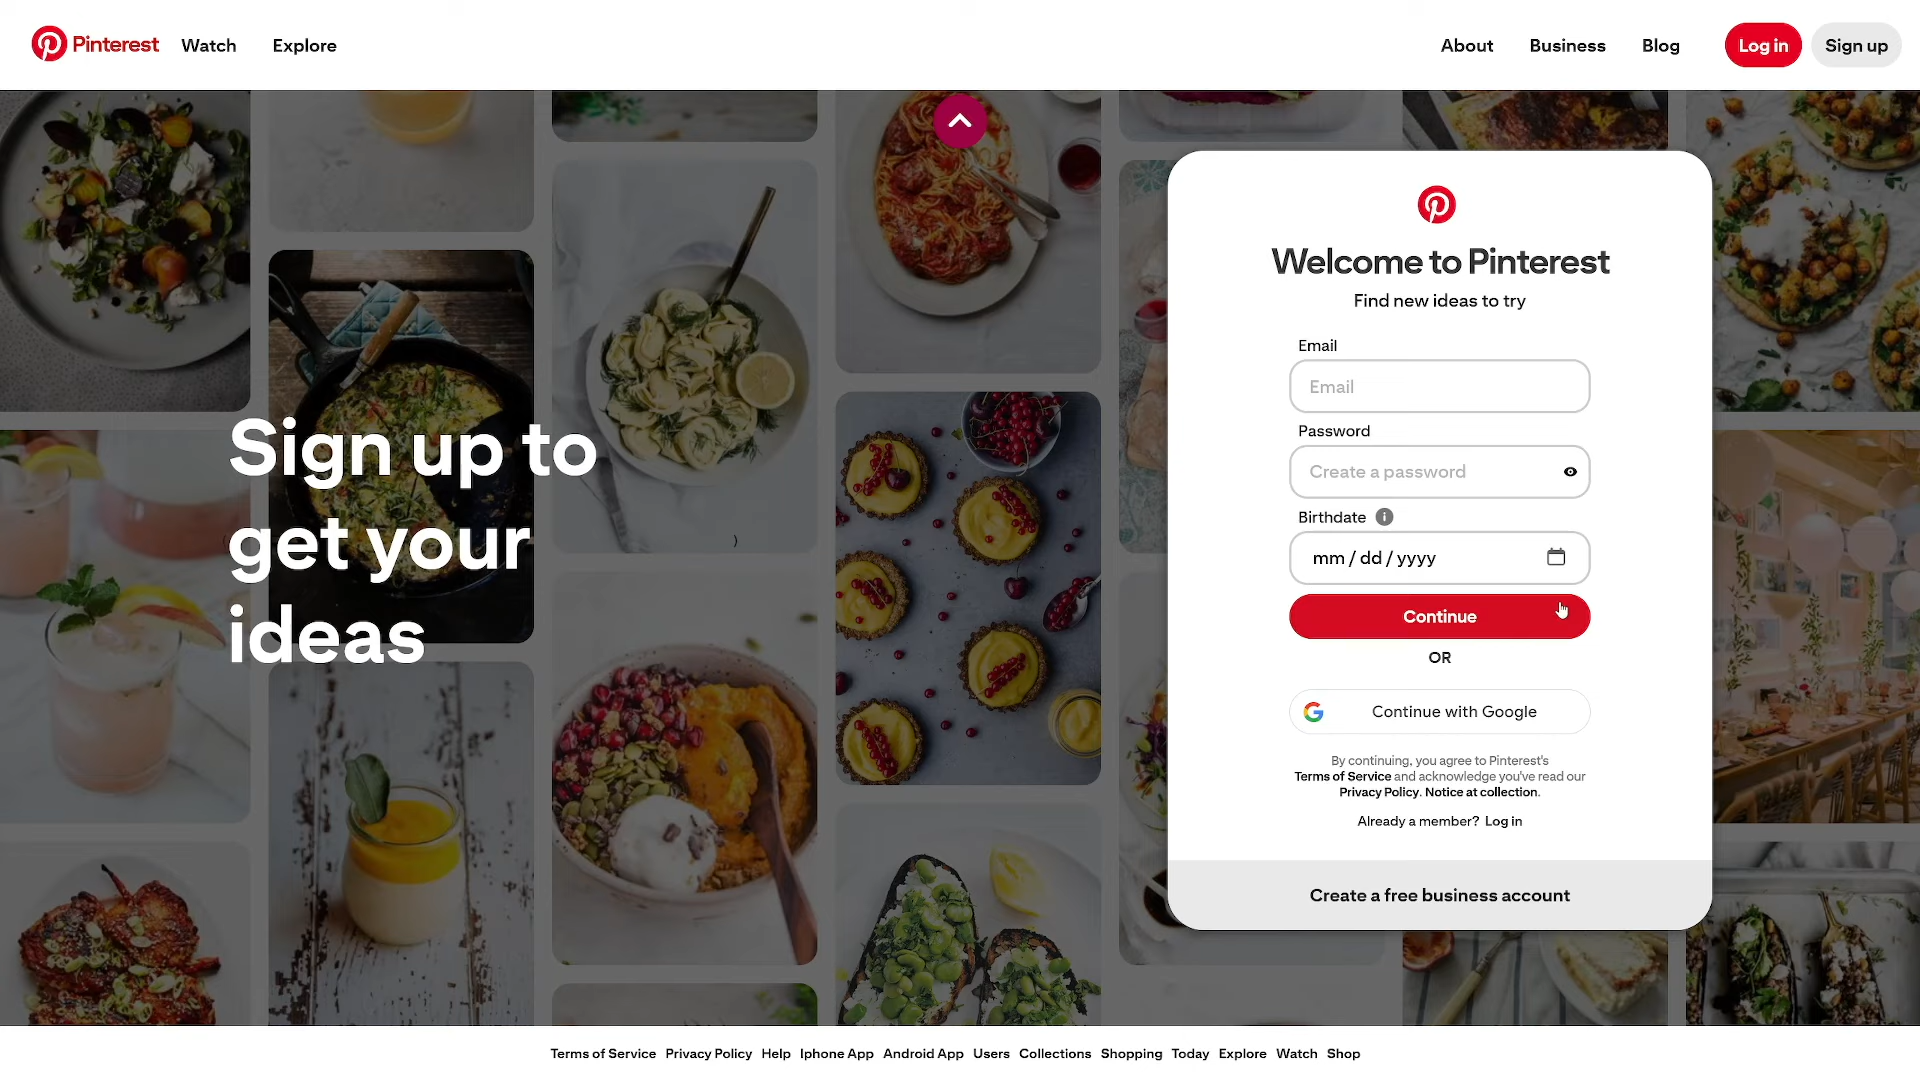 Pinterest Watch Explore About Business Blog Log in Sign up
Sign up to
get your
ideas
Welcome to Pinterest
Find new ideas to try
Email
Email
Password
Create a password
Birthdate
mm / dd / yyyy
Continue
OR
Continue with Google
By continuing, you agree to Pinterest's
Terms of Service and acknowledge you've read our
Privacy Policy. Notice at collection.
Already a member? Log in
Create a free business account
Terms of Service Privacy Policy Help Iphone App Android App Users Collections Shopping Today Explore Watch Shop